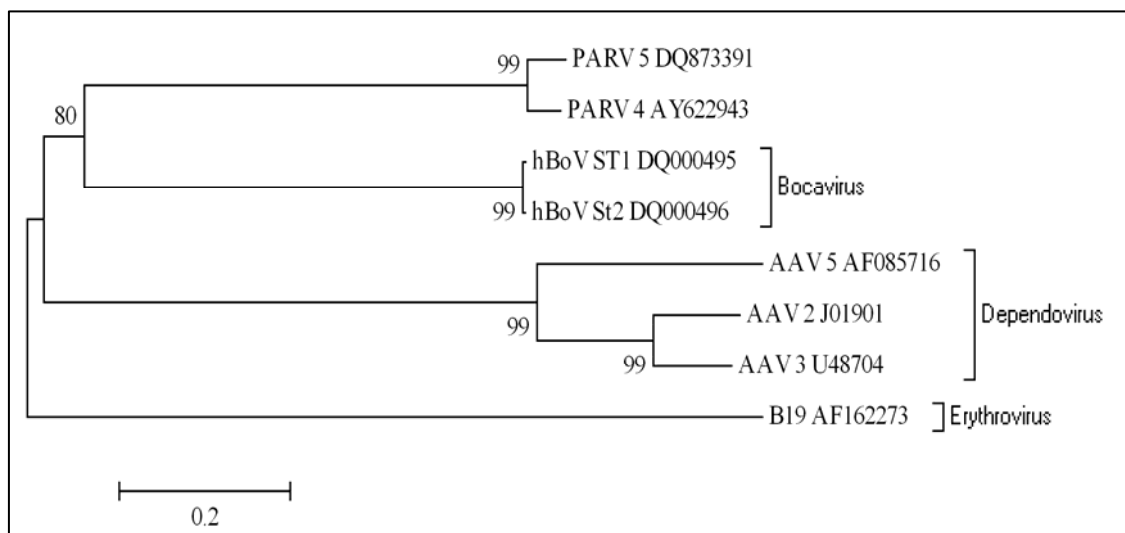 99 PARV 5 DQ873391
PARV 4 AY622943
80
hBoV ST1 DQ000495
Bocavirus
99 hBoV St2 DQ000496
AAV 5 AF085716
99
AAV 2 J01901
Dependovirus
99 AAV 3 U48704
B19 AF162273 Erythrovirus
0.2